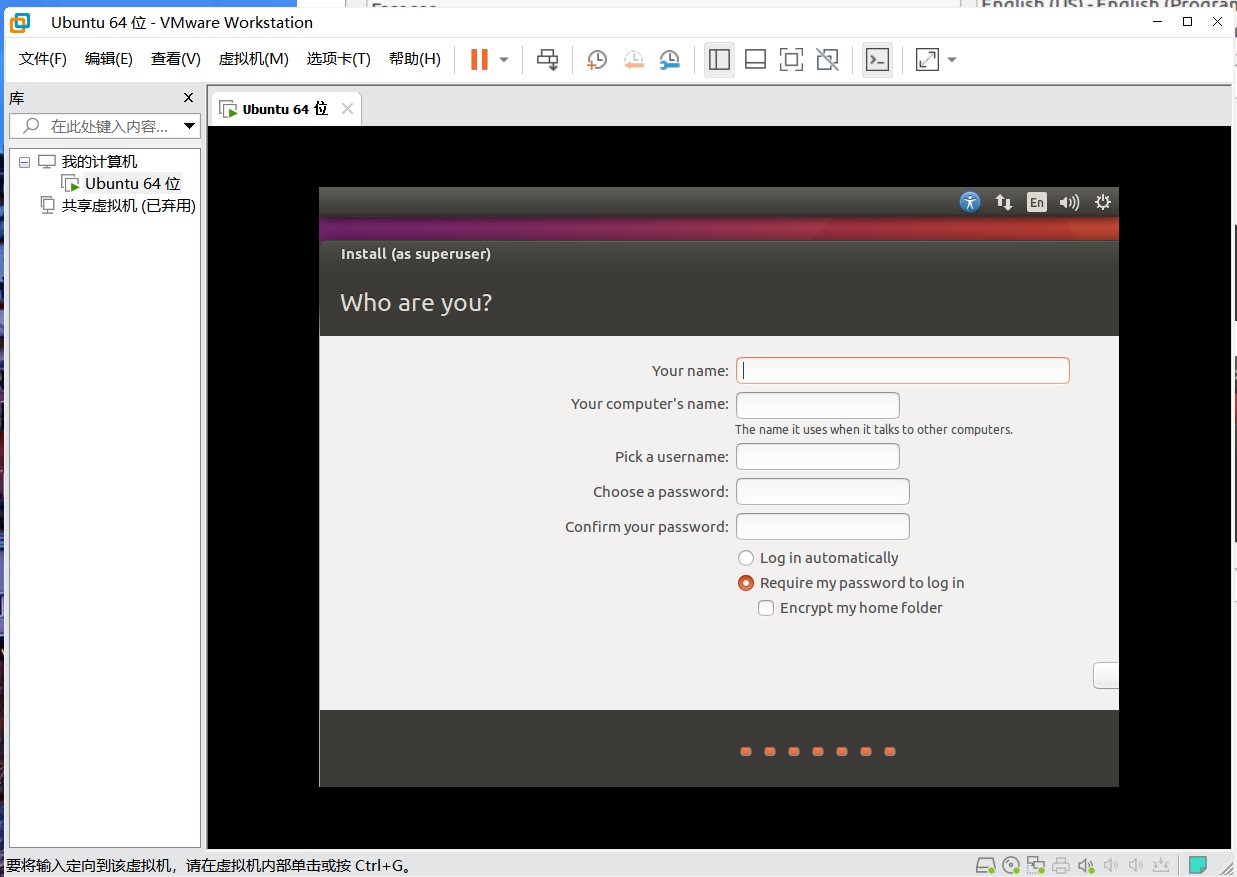 English (US) - English (Program
Ubuntu 64 位 - VMware Workstation
文件(F) 编辑(E) 查看(V) 虚拟机(M) 选项卡(T) 帮助(H)
库
在此处键入内容...
我的计算机
Ubuntu 64 位
共享虚拟机 (已弃用)
Ubuntu 64 位
En
Install (as superuser)
Who are you?
Your name:
Your computer's name:
The name it uses when it talks to other computers.
Pick a username:
Choose a password:
Confirm your password:
Log in automatically
Require my password to log in
Encrypt my home folder
要将输入定向到该虚拟机，请在虚拟机内部单击或按 Ctrl+G。